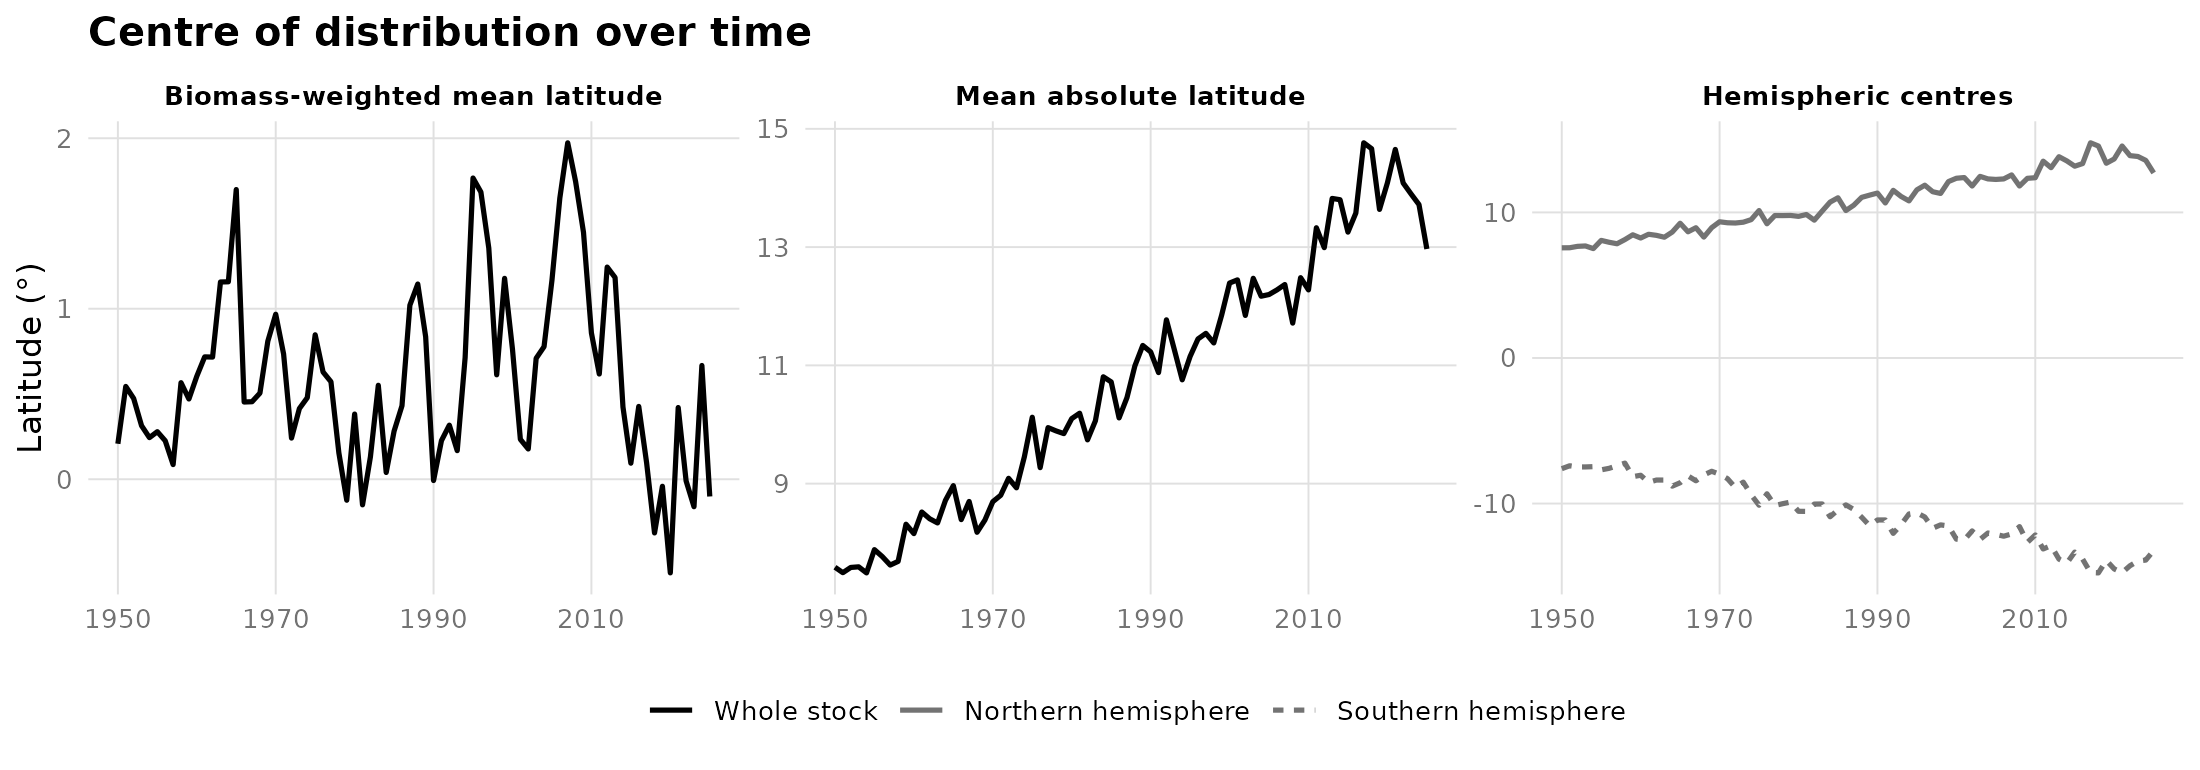 Centre of distribution over time
Biomass-weighted mean latitude
Mean absolute latitude
Hemispheric centres
Latitude (°)
2
1
0
1950
1970
1990
2010
15
13
11
9
1950
1970
1990
2010
10
0
-10
1950
1970
1990
2010
Whole stock
Northern hemisphere
Southern hemisphere